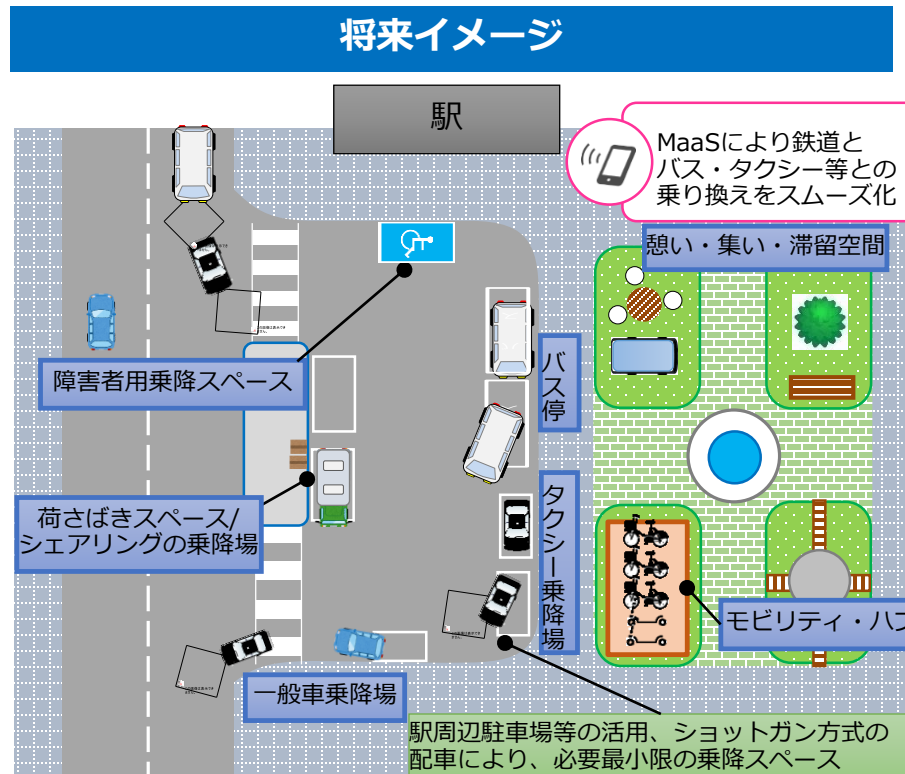 将来イメージ
駅
MaaSにより鉄道と
バス・タクシー等との
乗り換えをスムーズ化
憩い・集い・滞留空間
障害者用乗降スペース
バス停
荷さばきスペース/
シェアリングの乗降場
タクシー乗降場
モビリティ・ハブ
一般車乗降場
駅周辺駐車場等の活用、ショットガン方式の
配車により、必要最小限の乗降スペース